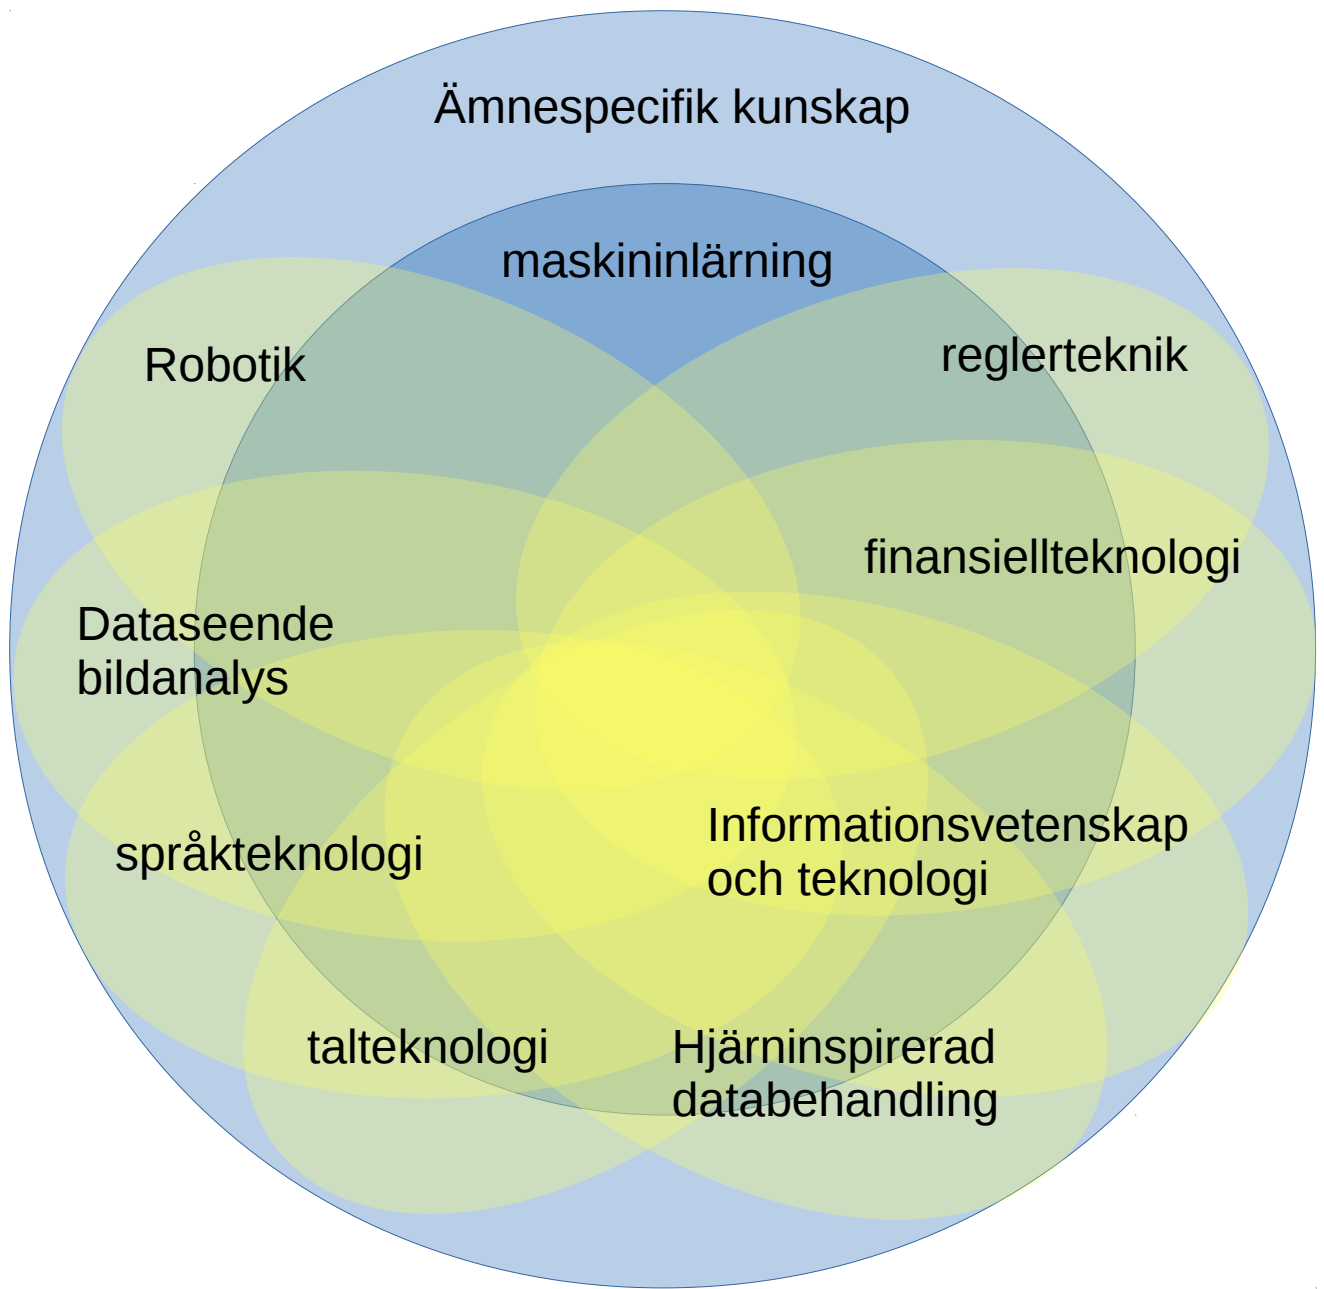 Ämnespecifik kunskap
maskininlärning
Robotik
reglerteknik
finansiellteknologi
Dataseende
bildanalys
språkteknologi
Informationsvetenskap
och teknologi
talteknologi
Hjärninspirerad
databehandling